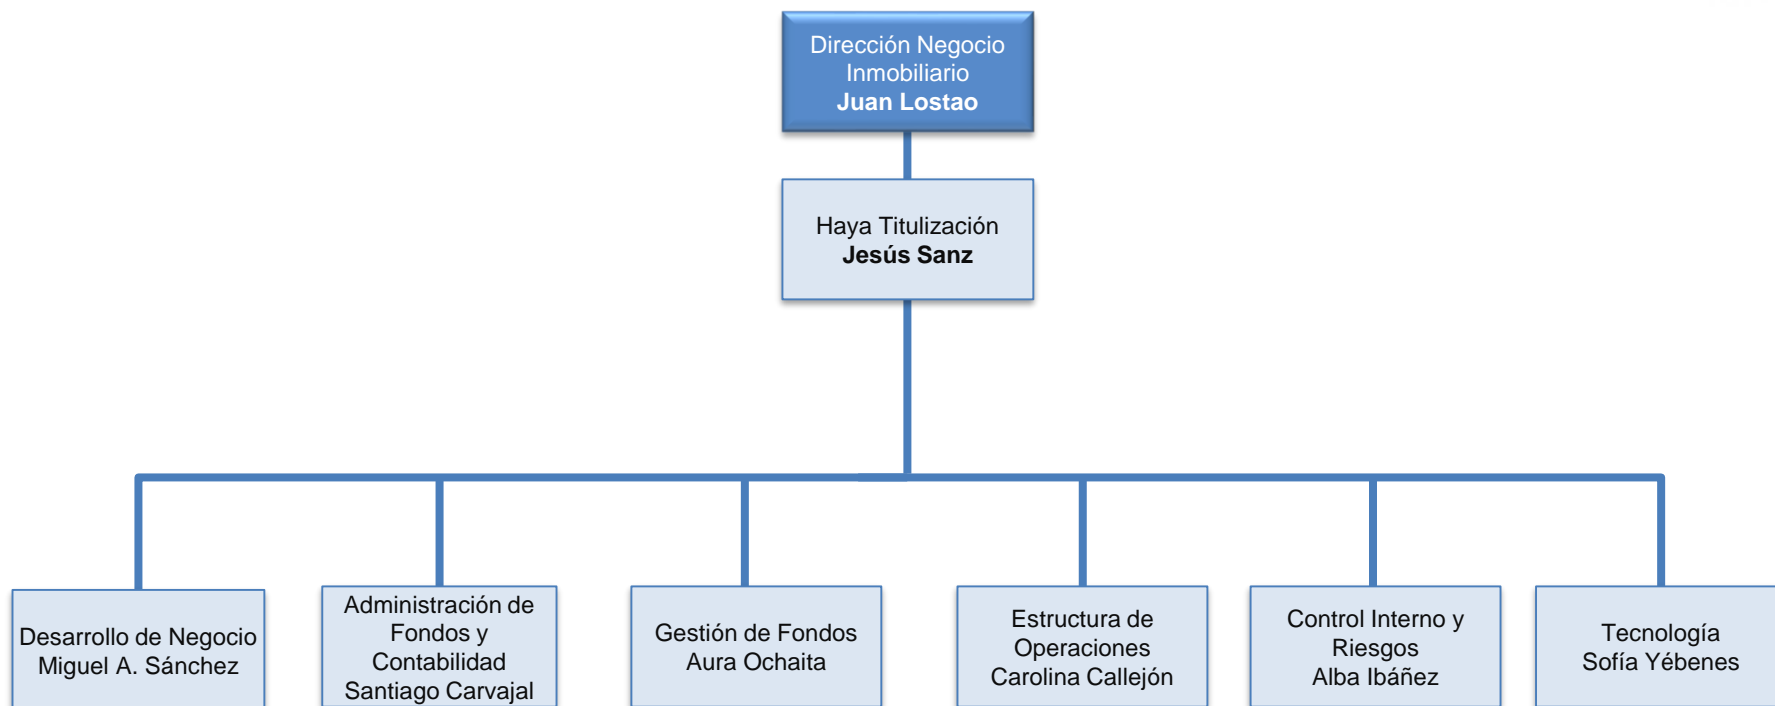 Dirección Negocio
Inmobiliario
Juan Lostao
Haya Titulización
Jesús Sanz
Desarrollo de Negocio
Miguel A. Sánchez
Administración de
Fondos y
Contabilidad
Santiago Carvajal
Gestión de Fondos
Aura Ochaita
Estructura de
Operaciones
Carolina Callejón
Control Interno y
Riesgos
Alba Ibáñez
Tecnología
Sofía Yébenes